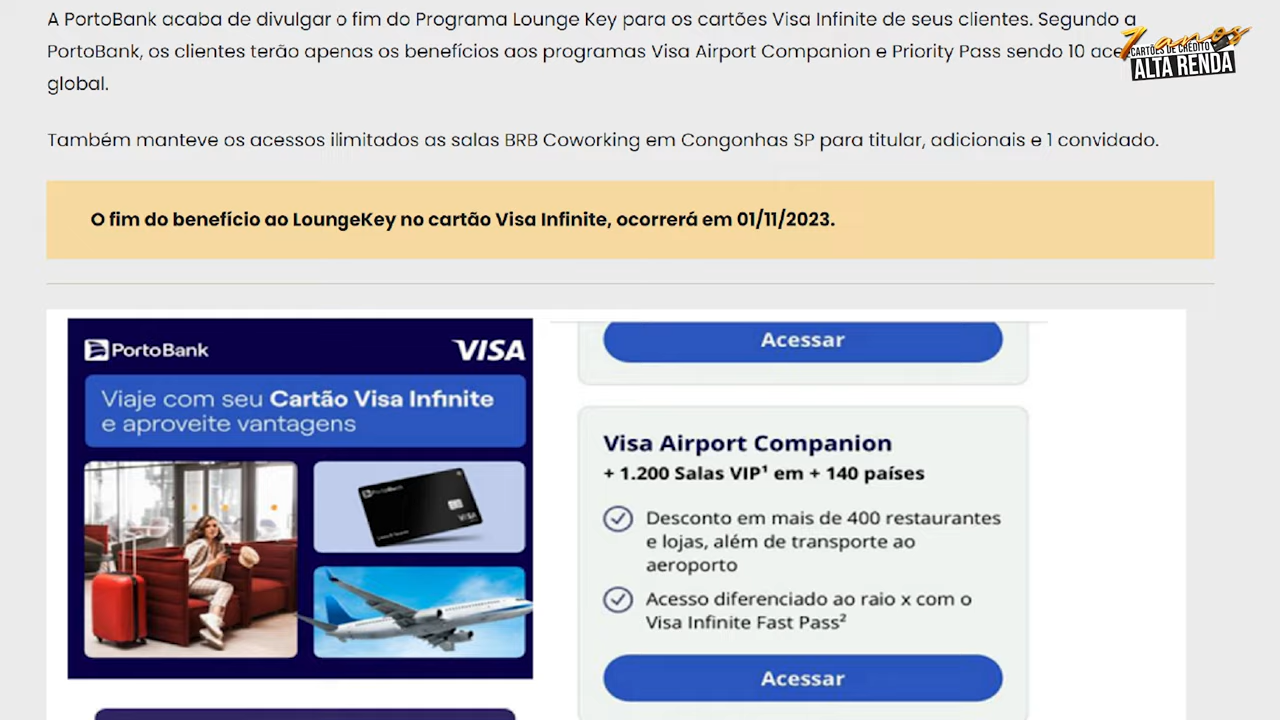 A PortoBank acaba de divulgar o fim do Programa Lounge Key para os cartões Visa Infinite de seus clientes. Segundo a
PortoBank, os clientes terão apenas os benefícios aos programas Visa Airport Companion e Priority Pass sendo 10
global.
7 anos
CARTÕES DE CRÉDITO
ALTA RENDA
Também manteve os acessos ilimitados as salas BRB Coworking em Congonhas SP para titular, adicionais e 1 convidado.
O fim do benefício ao LoungeKey no cartão Visa Infinite, ocorrerá em 01/11/2023.
PortoBank
VISA
Viaje com seu Cartão Visa Infinite
e aproveite vantagens
PortoBank
VISA
Acessar
Visa Airport Companion
+ 1.200 Salas VIP¹ em + 140 países
Desconto em mais de 400 restaurantes
e lojas, além de transporte ao
aeroporto
Acesso diferenciado ao raio x com o
Visa Infinite Fast Pass²
Acessar